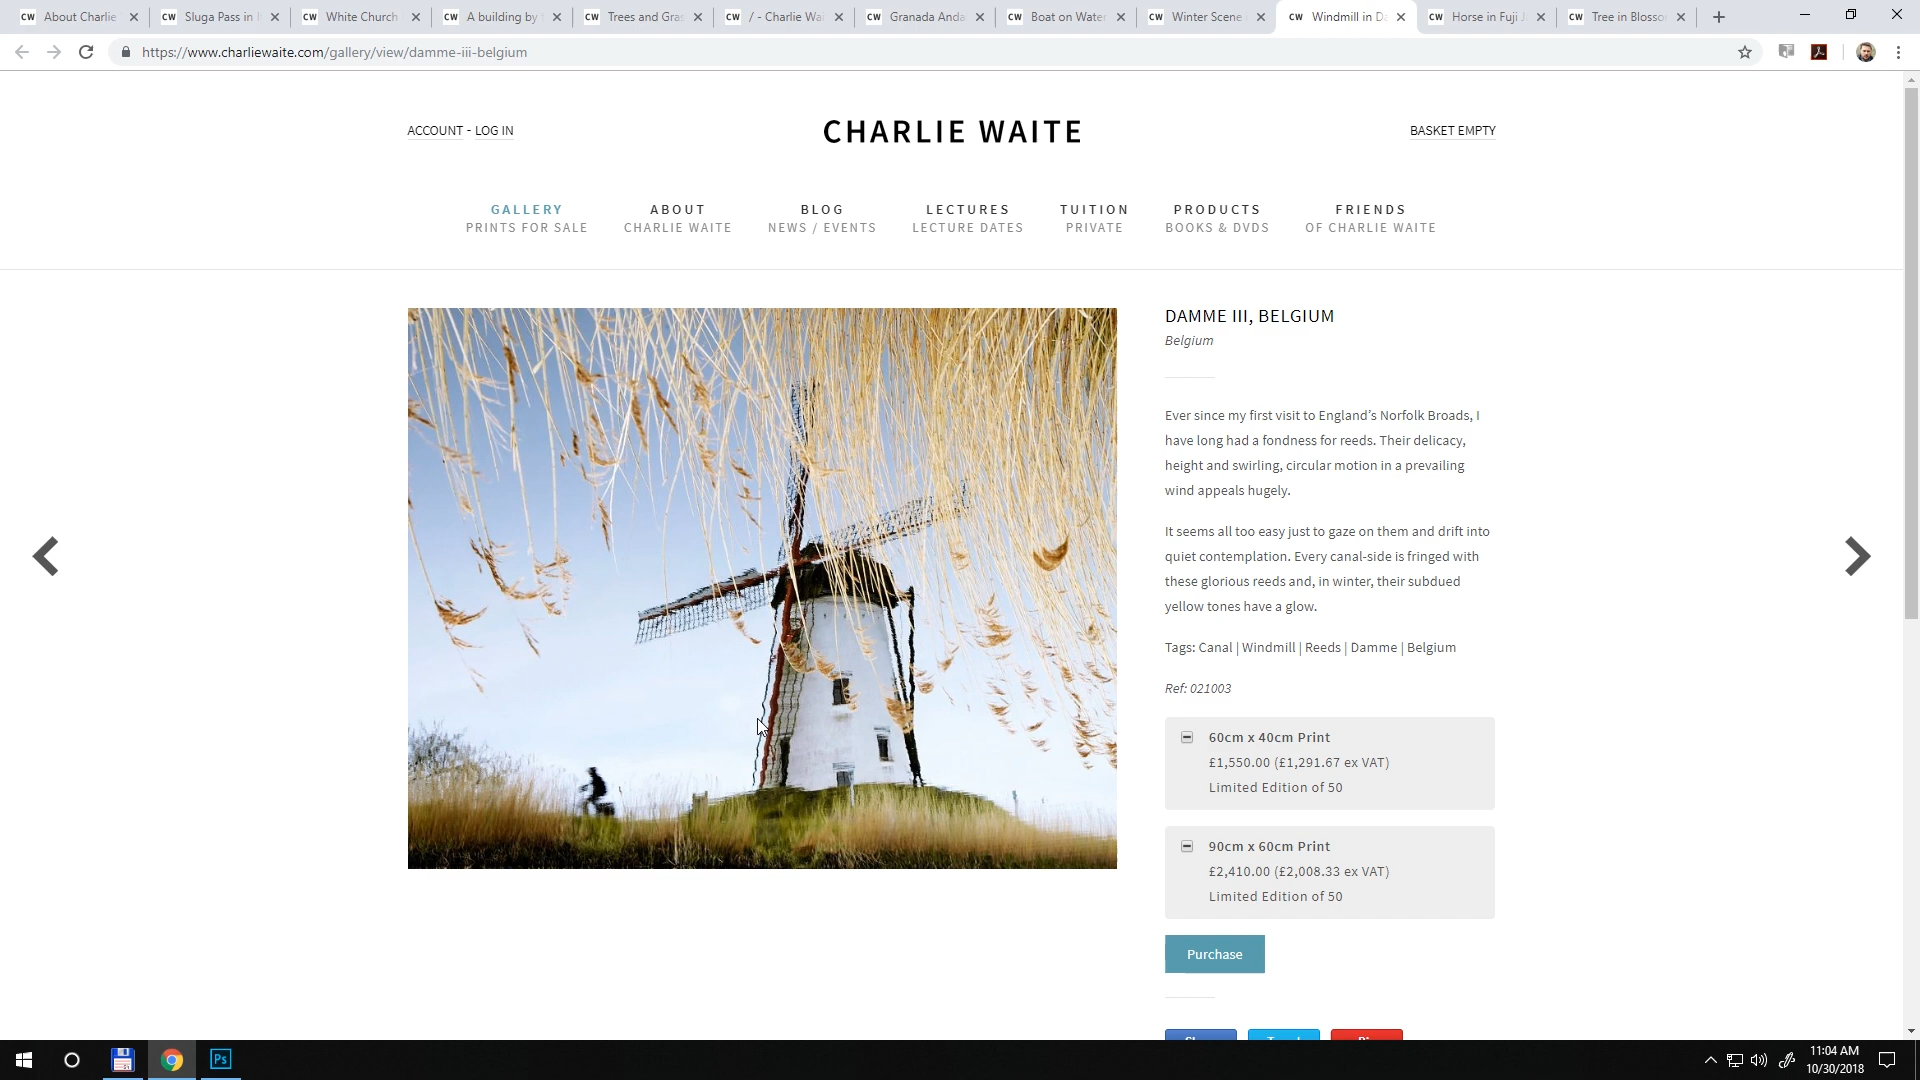 About Charlie
Sluga Pass in
White Church
A building by
Trees and Gras
/ - Charlie Wai
Granada Anda
Boat on Water
Winter Scene
Windmill in Da
Horse in Fuji
Tree in Blossom
https://www.charliewaite.com/gallery/view/damme-iii-belgium
ACCOUNT - LOG IN
CHARLIE WAITE
BASKET EMPTY
GALLERY
PRINTS FOR SALE
ABOUT
CHARLIE WAITE
BLOG
NEWS / EVENTS
LECTURES
LECTURE DATES
TUITION
PRIVATE
PRODUCTS
BOOKS & DVDS
FRIENDS
OF CHARLIE WAITE
DAMME III, BELGIUM
Belgium
Ever since my first visit to England’s Norfolk Broads, I
have long had a fondness for reeds. Their delicacy,
height and swirling, circular motion in a prevailing
wind appeals hugely.
It seems all too easy just to gaze on them and drift into
quiet contemplation. Every canal-side is fringed with
these glorious reeds and, in winter, their subdued
yellow tones have a glow.
Tags: Canal | Windmill | Reeds | Damme | Belgium
Ref: 021003
60cm x 40cm Print
£1,550.00 (£1,291.67 ex VAT)
Limited Edition of 50
90cm x 60cm Print
£2,410.00 (£2,008.33 ex VAT)
Limited Edition of 50
Purchase
Ps
11:04 AM
10/30/2018